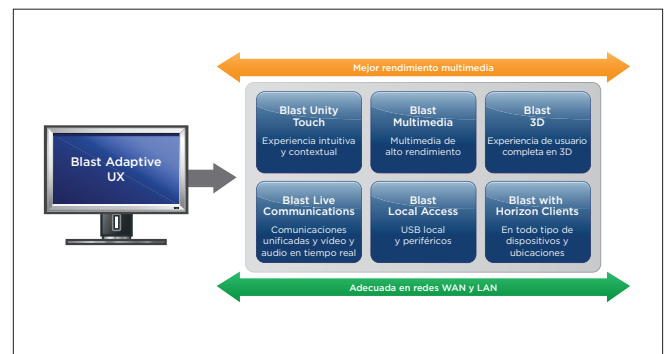 Mejor rendimiento multimedia
Blast Adaptive
UX
Blast Unity
Touch
Experiencia intuitiva
y contextual
Blast
Multimedia
Multimedia de
alto rendimiento
Blast
3D
Experiencia de usuario
completa en 3D
Blast Live
Communications
Comunicaciones
unificadas y vídeo y
audio en tiempo real
Blast
Local Access
USB local
y periféricos
Blast with
Horizon Clients
En todo tipo de
dispositivos y
ubicaciones
Adecuada en redes WAN y LAN